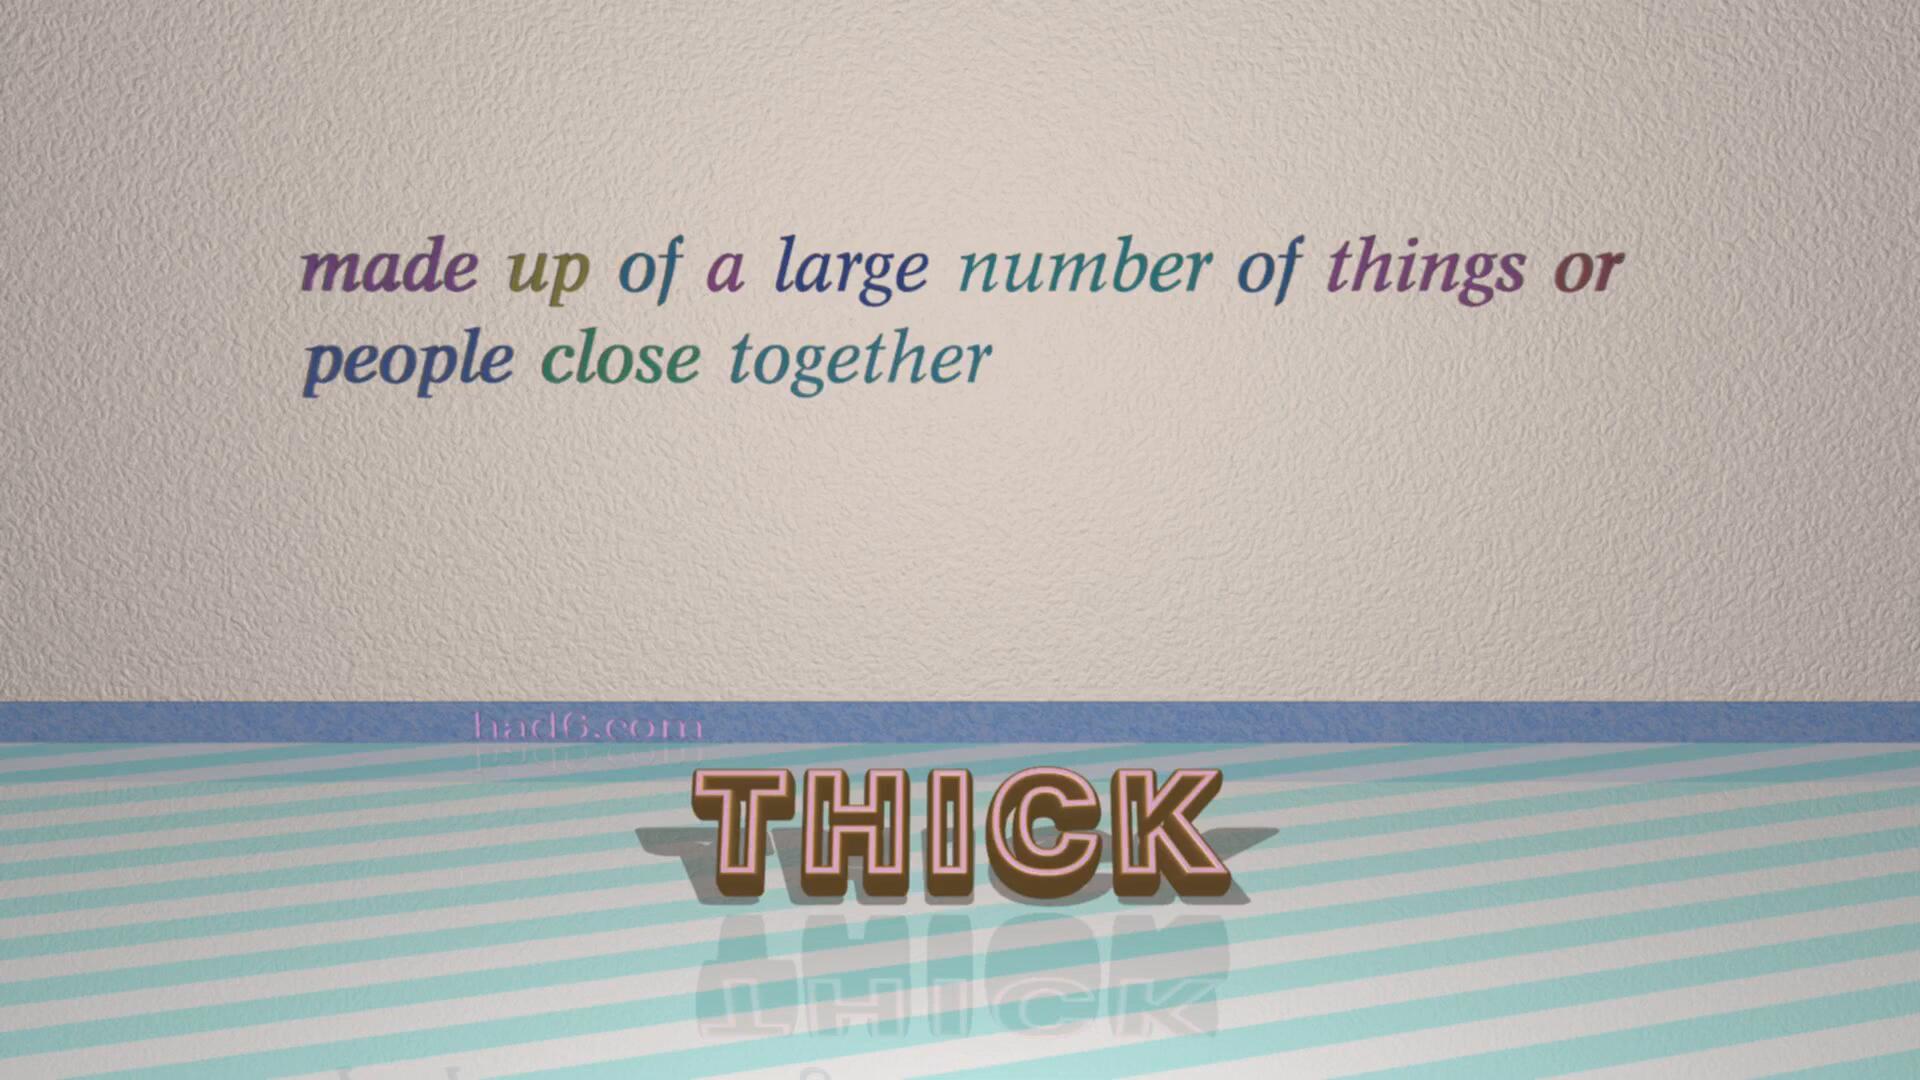 made up of a large number of things or
people close together
had6.com
THICK